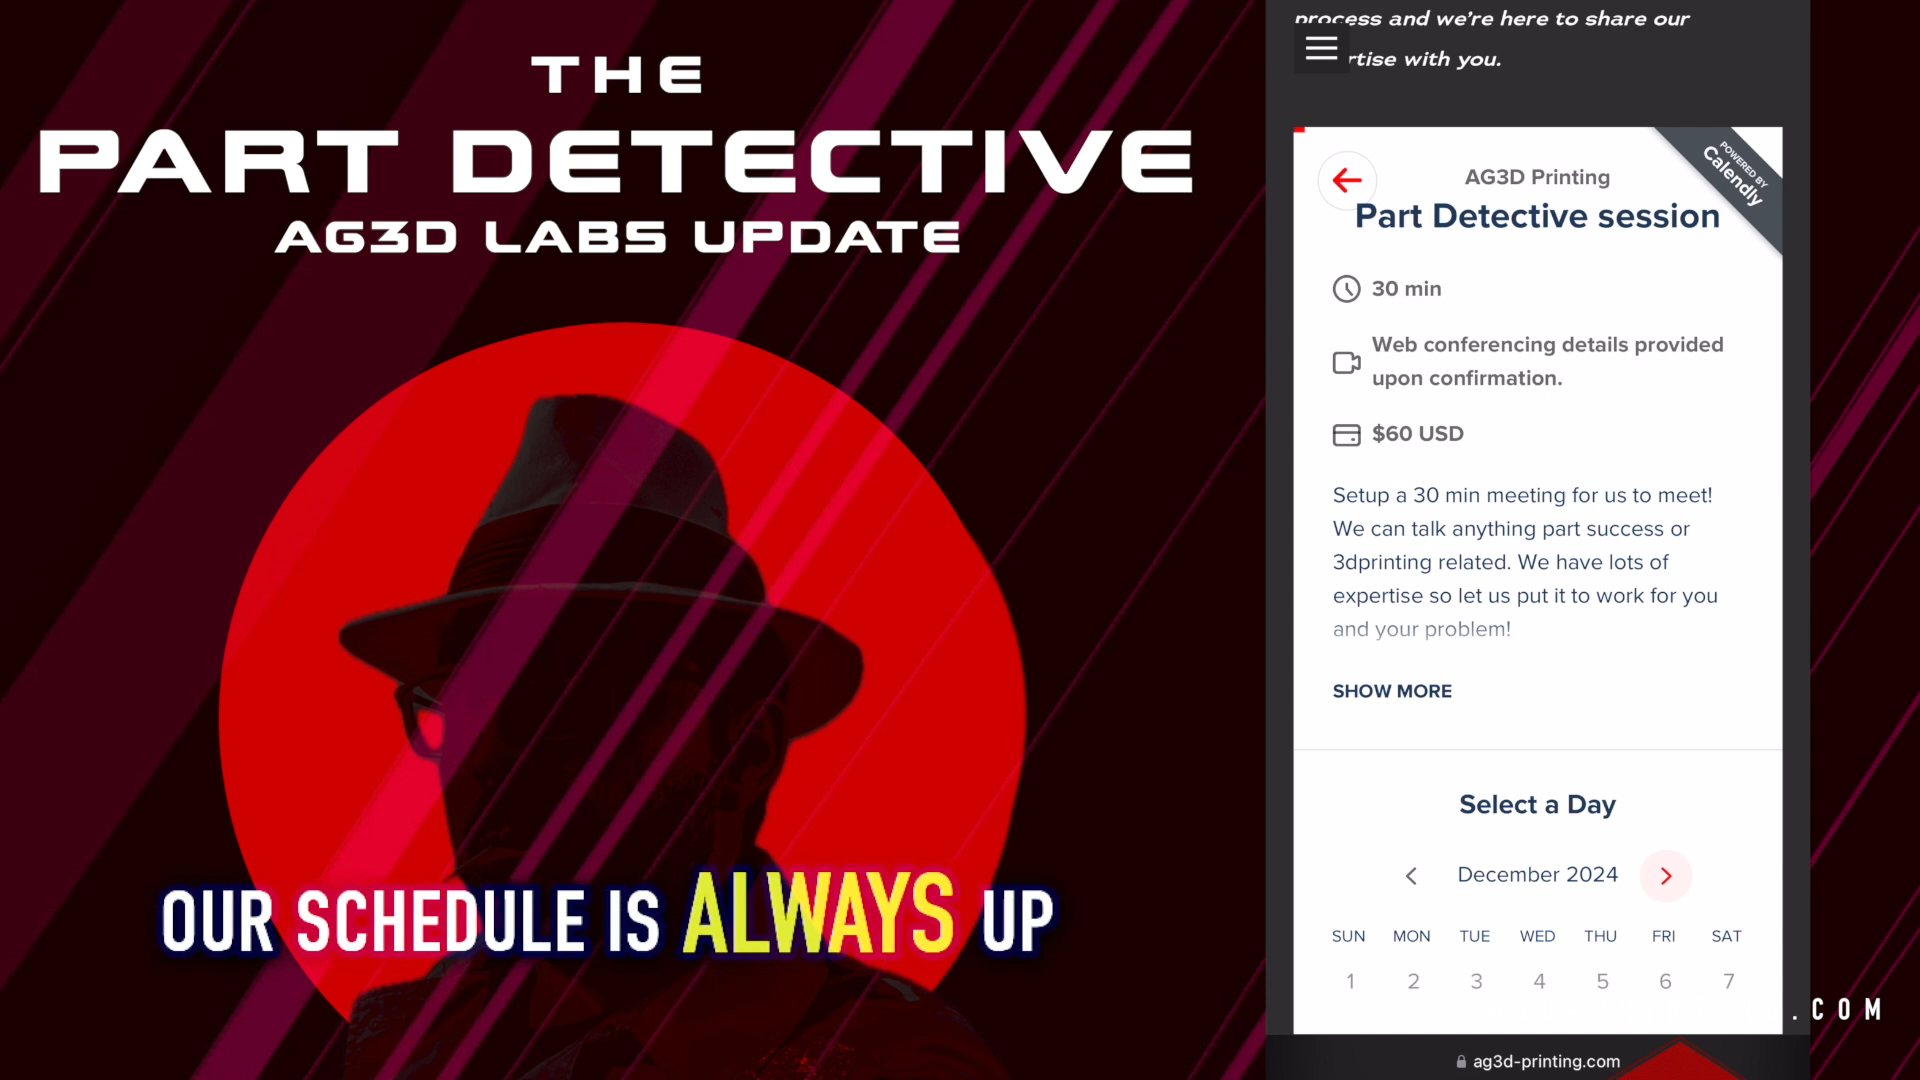 THE
PART DETECTIVE
AG3D LABS UPDATE
OUR SCHEDULE IS ALWAYS UP
process and we're here to share our
rtise with you.
POWERED BY
Calendly
AG3D Printing
Part Detective session
30 min
Web conferencing details provided
upon confirmation.
$60 USD
Setup a 30 min meeting for us to meet!
We can talk anything part success or
3dprinting related. We have lots of
expertise so let us put it to work for you
and your problem!
SHOW MORE
Select a Day
December 2024
SUN MON TUE WED THU FRI SAT
1 2 3 4 5 6 7
.COM
ag3d-printing.com